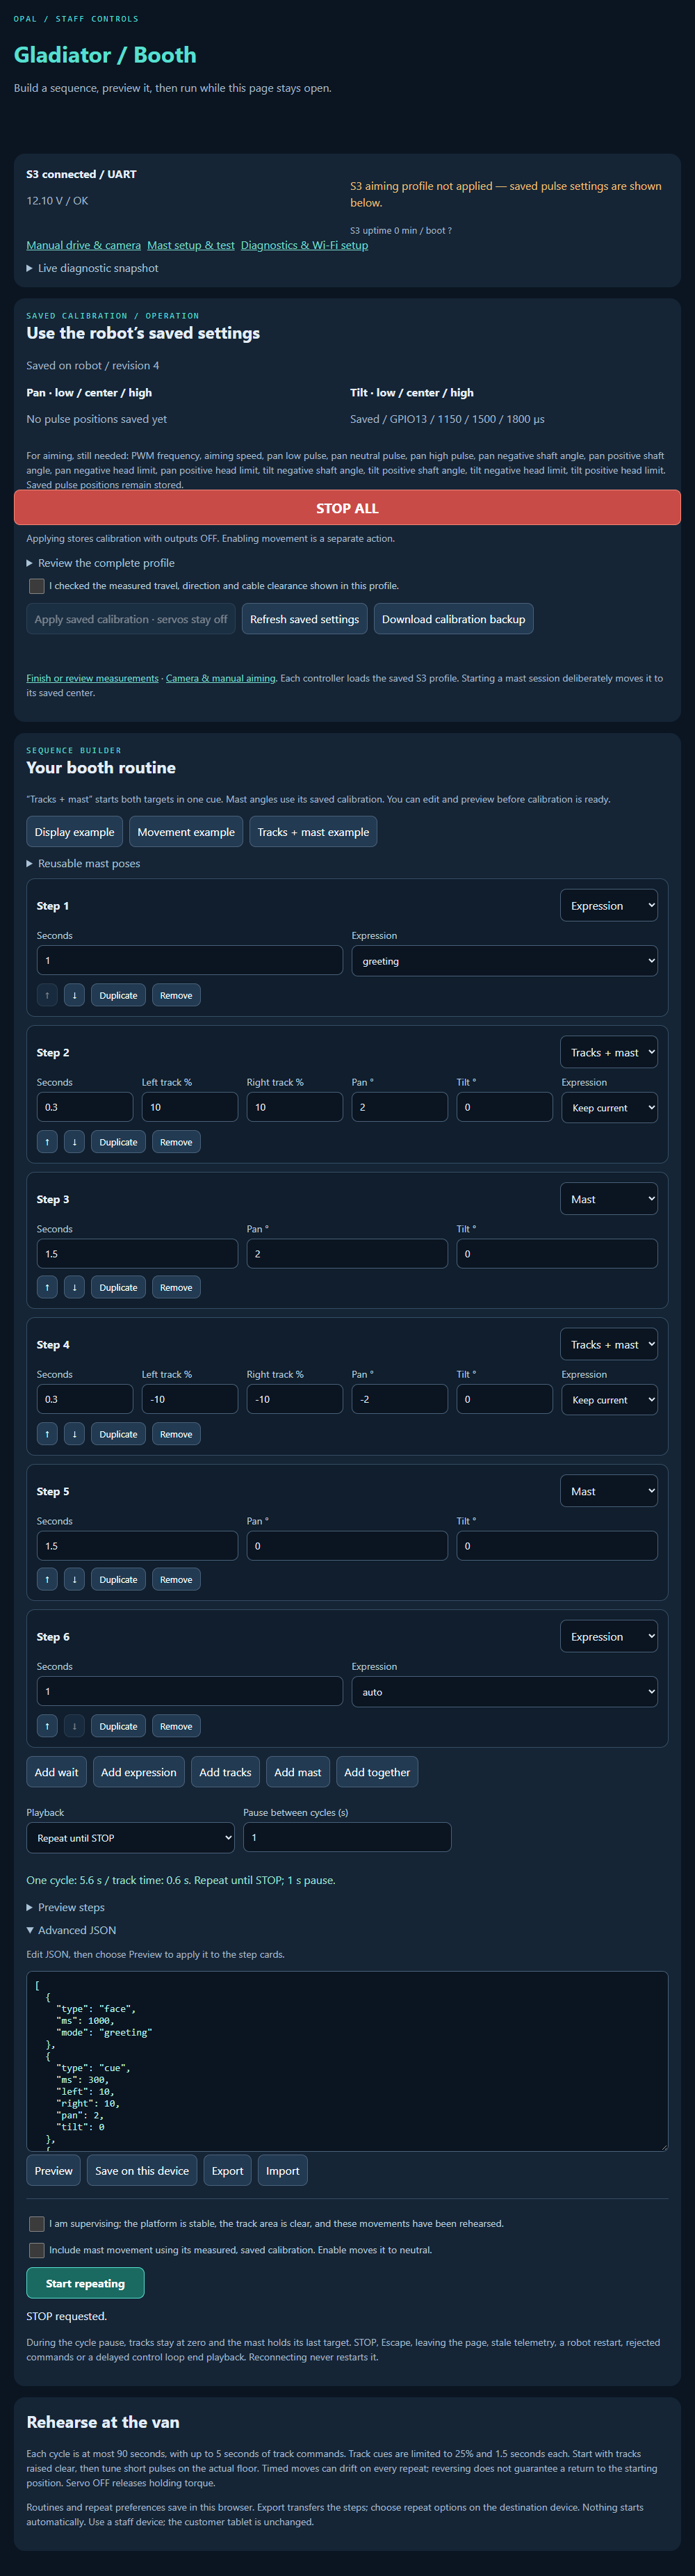 OPAL / STAFF CONTROLS
Gladiator / Booth
Build a sequence, preview it, then run while this page stays open.
S3 connected / UART
12.10 V / OK
S3 aiming profile not applied — saved pulse settings are shown
below.
S3 uptime 0 min / boot ?
Manual drive & camera Mast setup & test Diagnostics & Wi-Fi setup
▶ Live diagnostic snapshot
SAVED CALIBRATION / OPERATION
Use the robot’s saved settings
Saved on robot / revision 4
Pan · low / center / high
No pulse positions saved yet
Tilt · low / center / high
Saved / GPIO13 / 1150 / 1500 / 1800 µs
For aiming, still needed: PWM frequency, aiming speed, pan low pulse, pan neutral pulse, pan high pulse, pan negative shaft angle, pan positive shaft
angle, pan negative head limit, pan positive head limit, tilt negative shaft angle, tilt positive shaft angle, tilt negative head limit, tilt positive head limit.
Saved pulse positions remain stored.
STOP ALL
Applying stores calibration with outputs OFF. Enabling movement is a separate action.
▶ Review the complete profile
I checked the measured travel, direction and cable clearance shown in this profile.
Apply saved calibration · servos stay off
Refresh saved settings
Download calibration backup
Finish or review measurements · Camera & manual aiming. Each controller loads the saved S3 profile. Starting a mast session deliberately moves it to
its saved center.
SEQUENCE BUILDER
Your booth routine
“Tracks + mast” starts both targets in one cue. Mast angles use its saved calibration. You can edit and preview before calibration is ready.
Display example
Movement example
Tracks + mast example
▶ Reusable mast poses
Step 1
Expression
Seconds
Expression
1
greeting
↑ ↓ Duplicate Remove
Step 2
Tracks + mast
Seconds Left track % Right track % Pan ° Tilt ° Expression
0.3 10 10 2 0 Keep current
↑ ↓ Duplicate Remove
Step 3
Mast
Seconds Pan ° Tilt °
1.5 2 0
↑ ↓ Duplicate Remove
Step 4
Tracks + mast
Seconds Left track % Right track % Pan ° Tilt ° Expression
0.3 -10 -10 -2 0 Keep current
↑ ↓ Duplicate Remove
Step 5
Mast
Seconds Pan ° Tilt °
1.5 0 0
↑ ↓ Duplicate Remove
Step 6
Expression
Seconds Expression
1 auto
↑ ↓ Duplicate Remove
Add wait Add expression Add tracks Add mast Add together
Playback Pause between cycles (s)
Repeat until STOP 1
One cycle: 5.6 s / track time: 0.6 s. Repeat until STOP; 1 s pause.
▶ Preview steps
▼ Advanced JSON
Edit JSON, then choose Preview to apply it to the step cards.
[
{
"type": "face",
"ms": 1000,
"mode": "greeting"
},
{
"type": "cue",
"ms": 300,
"left": 10,
"right": 10,
"pan": 2,
"tilt": 0
},
Preview Save on this device Export Import
I am supervising; the platform is stable, the track area is clear, and these movements have been rehearsed.
Include mast movement using its measured, saved calibration. Enable moves it to neutral.
Start repeating
STOP requested.
During the cycle pause, tracks stay at zero and the mast holds its last target. STOP, Escape, leaving the page, stale telemetry, a robot restart, rejected
commands or a delayed control loop end playback. Reconnecting never restarts it.
Rehearse at the van
Each cycle is at most 90 seconds, with up to 5 seconds of track commands. Track cues are limited to 25% and 1.5 seconds each. Start with tracks
raised clear, then tune short pulses on the actual floor. Timed moves can drift on every repeat; reversing does not guarantee a return to the starting
position. Servo OFF releases holding torque.
Routines and repeat preferences save in this browser. Export transfers the steps; choose repeat options on the destination device. Nothing starts
automatically. Use a staff device; the customer tablet is unchanged.